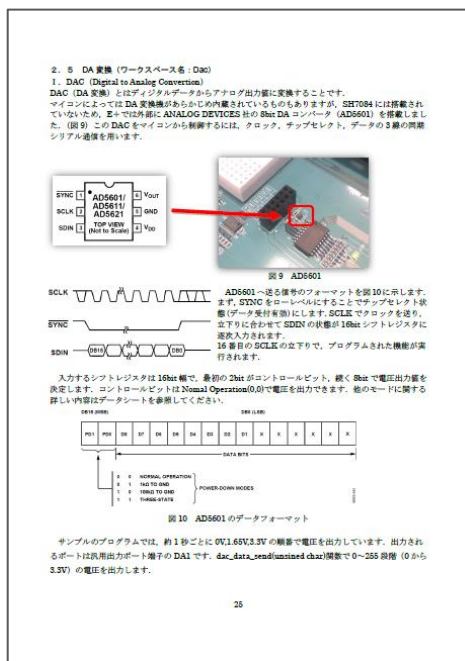 ２．５　DA 変換（ワークスペース名：Dac）
Ⅰ．DAC（Digital to Analog Convertion）
DAC（DA 変換）とはディジタルデータからアナログ出力値に変換することです．
マイコンによっては DA 変換機があらかじめ内蔵されているものもありますが，SH7084 には搭載され
ていないため，E+では外部に ANALOG DEVICES 社の 8bit DA コンバータ（AD5601）を搭載しまし
た．（図 9）この DAC をマイコンから制御するには，クロック，チップセレクト，データの 3 線の同期
シリアル通信を用います．
SYNC 1
SCLK 2
SDIN 3
AD5601/
AD5611/
AD5621
TOP VIEW
(Not to Scale)
6 VOUT
5 GND
4 VDD
図 9　AD5601
SCLK
SYNC
SDIN
DB15
DB0
AD5601 へ送る信号のフォーマットを図 10 に示します．
まず，SYNC をローレベルにすることでチップセレクト状
態(データ受付有効)にします．SCLK でクロックを送り，
立下りに合わせて SDIN の状態が 16bit シフトレジスタに
逐次入力されます．
16 番目の SCLK の立下りで，プログラムされた機能が実
行されます．
入力するシフトレジスタは 16bit 幅で，最初の 2bit がコントロールビット，続く 8bit で電圧出力値を
決定します．コントロールビットは Nomal Operation(0,0)で電圧を出力できます．他のモードに関する
詳しい内容はデータシートを参照してください．
DB15 (MSB)
DB0 (LSB)
PD1 PD0 D8 D7 D6 D5 D4 D3 D2 D1 X X X X X X
DATA BITS
0 0 NORMAL OPERATION
0 1 1kΩ TO GND
1 0 100kΩ TO GND
1 1 THREE-STATE
POWER-DOWN MODES
図 10　AD5601 のデータフォーマット
サンプルのプログラムでは，約 1 秒ごとに 0V,1.65V,3.3V の順番で電圧を出力しています．出力され
るポートは汎用出力ポート端子の DA1 です．dac_data_send(unsined char)関数で 0～255 段階（0 から
3.3V）の電圧を出力します．
25